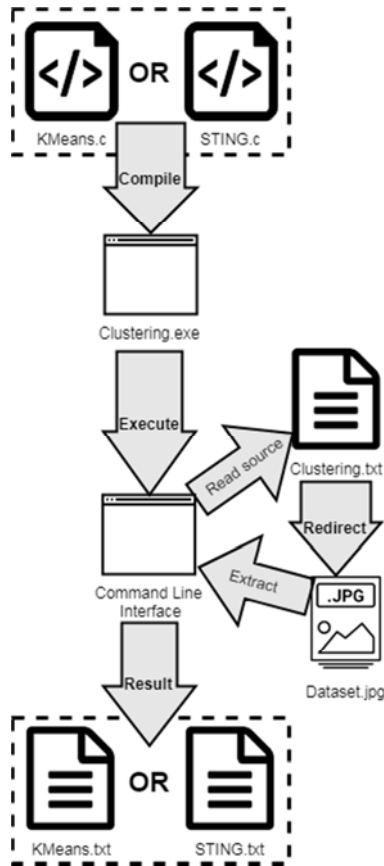 </> OR </>
KMeans.c STING.c
Compile
Clustering.exe
Execute
Read source
Clustering.txt
Redirect
Command Line
Interface
Extract
.JPG
Dataset.jpg
Result
OR
KMeans.txt STING.txt